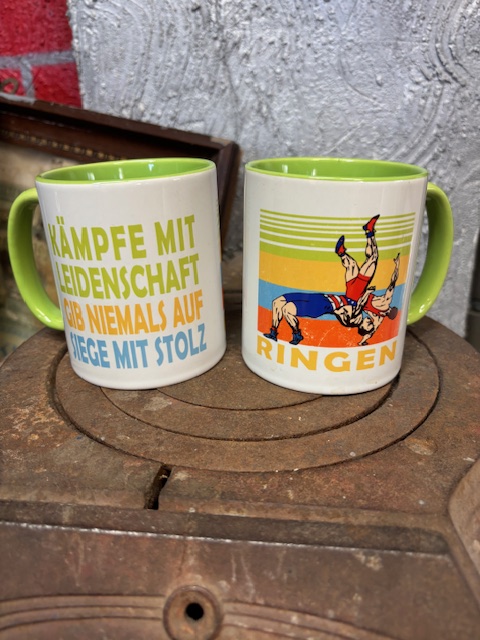 KÄMPFE MIT
LEIDENSCHAFT
GIB NIEMALS AUF
SIEGE MIT STOLZ
RINGEN